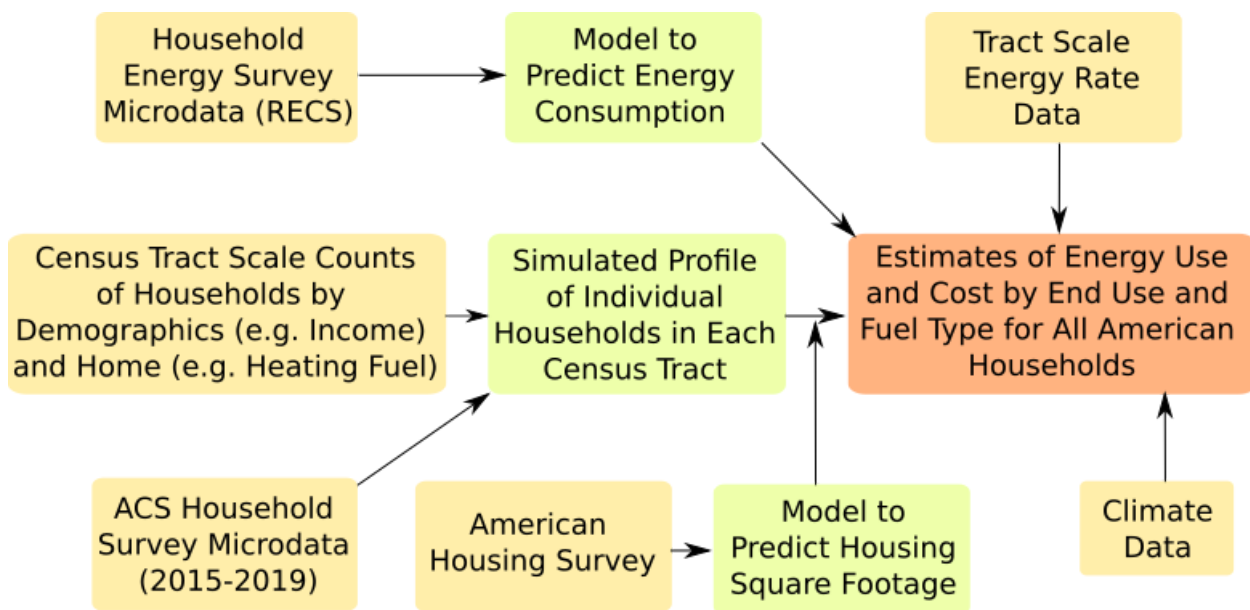 Household
Energy Survey
Microdata (RECS)
Model to
Predict Energy
Consumption
Tract Scale
Energy Rate
Data
Census Tract Scale Counts
of Households by
Demographics (e.g. Income)
and Home (e.g. Heating Fuel)
Simulated Profile
of Individual
Households in Each
Census Tract
Estimates of Energy Use
and Cost by End Use and
Fuel Type for All American
Households
ACS Household
Survey Microdata
(2015-2019)
American
Housing Survey
Model to
Predict Housing
Square Footage
Climate
Data